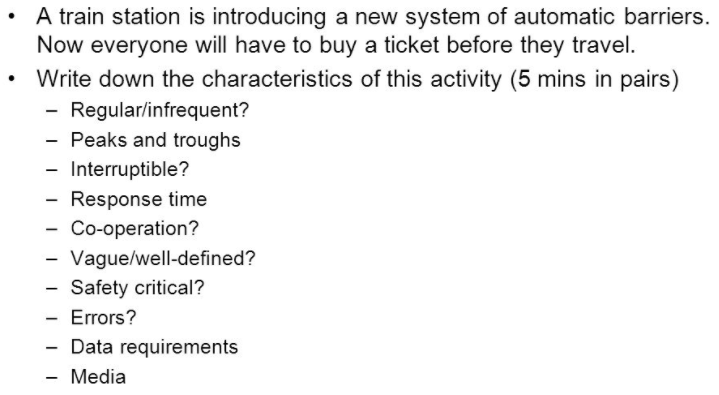 • A train station is introducing a new system of automatic barriers.
Now everyone will have to buy a ticket before they travel.
• Write down the characteristics of this activity (5 mins in pairs)
– Regular/infrequent?
– Peaks and troughs
– Interruptible?
– Response time
– Co-operation?
– Vague/well-defined?
– Safety critical?
– Errors?
– Data requirements
– Media